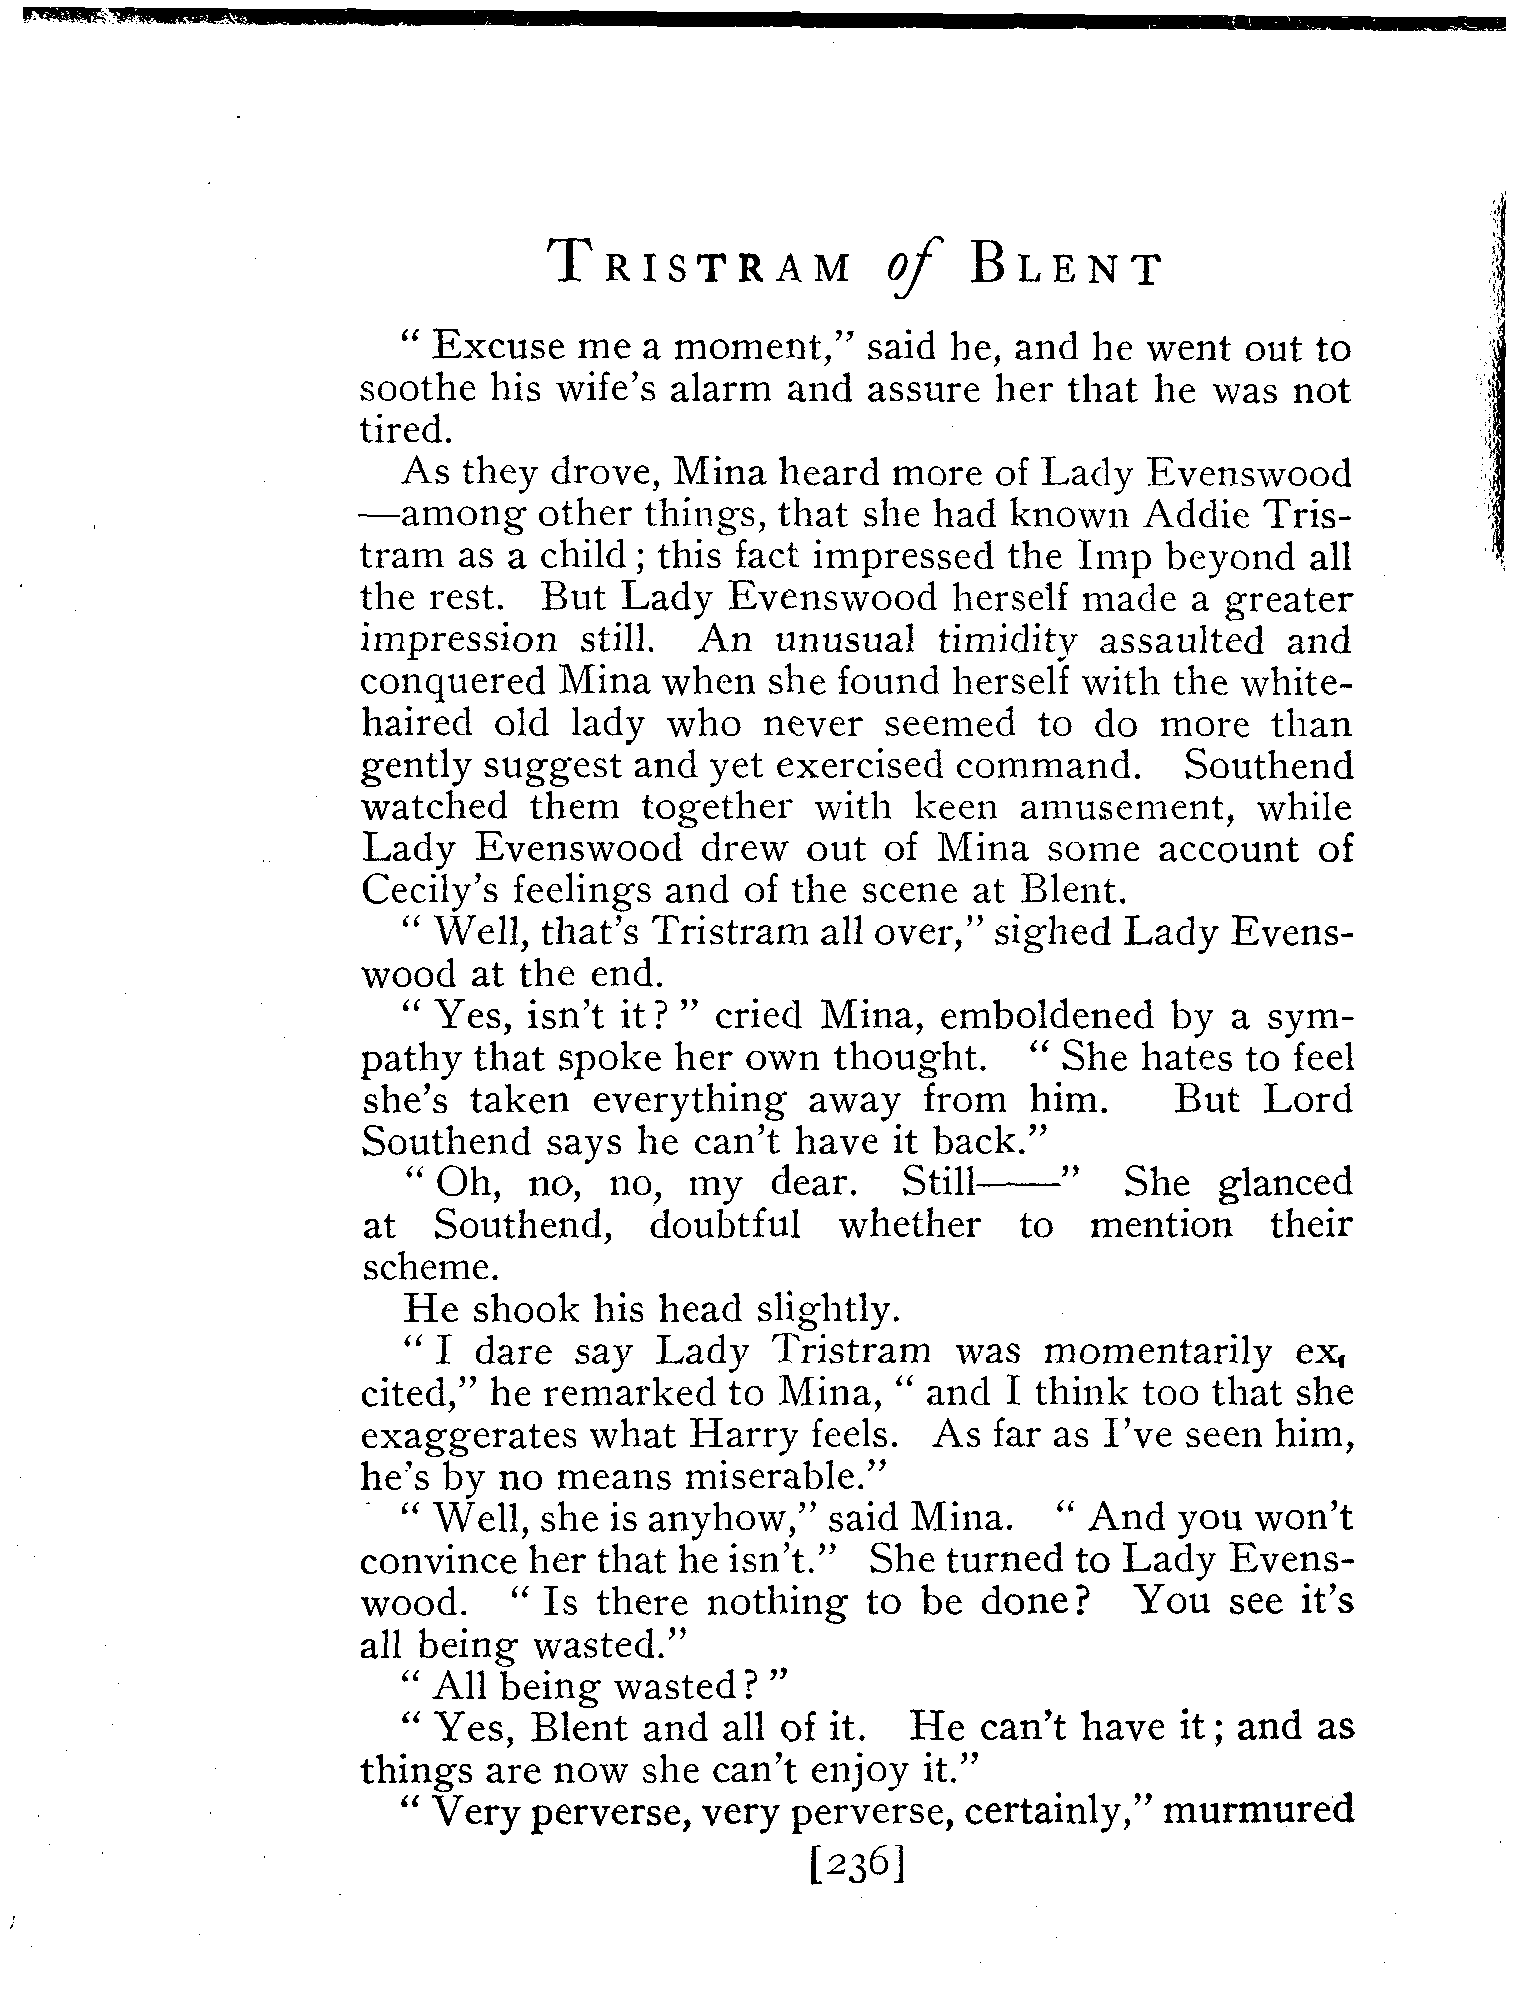 TRISTRAM of BLENT
“ Excuse me a moment,” said he, and he went out to
soothe his wife’s alarm and assure her that he was not
tired.
As they drove, Mina heard more of Lady Evenswood
—among other things, that she had known Addie Tris-
tram as a child ; this fact impressed the Imp beyond all
the rest. But Lady Evenswood herself made a greater
impression still. An unusual timidity assaulted and
conquered Mina when she found herself with the white-
haired old lady who never seemed to do more than
gently suggest and yet exercised command. Southend
watched them together with keen amusement, while
Lady Evenswood drew out of Mina some account of
Cecily’s feelings and of the scene at Blent.
“ Well, that’s Tristram all over,” sighed Lady Evens-
wood at the end.
“ Yes, isn’t it ? ” cried Mina, emboldened by a sym-
pathy that spoke her own thought. “ She hates to feel
she’s taken everything away from him. But Lord
Southend says he can’t have it back.”
“ Oh, no, no, my dear. Still——” She glanced
at Southend, doubtful whether to mention their
scheme.
He shook his head slightly.
“ I dare say Lady Tristram was momentarily ex-
cited,” he remarked to Mina, “ and I think too that she
exaggerates what Harry feels. As far as I’ve seen him,
he’s by no means miserable.”
“ Well, she is anyhow,” said Mina. “ And you won’t
convince her that he isn’t.” She turned to Lady Evens-
wood. “ Is there nothing to be done? You see it’s
all being wasted.”
“ All being wasted ? ”
“ Yes, Blent and all of it. He can’t have it ; and as
things are now she can’t enjoy it.”
“ Very perverse, very perverse, certainly,” murmured
[236]